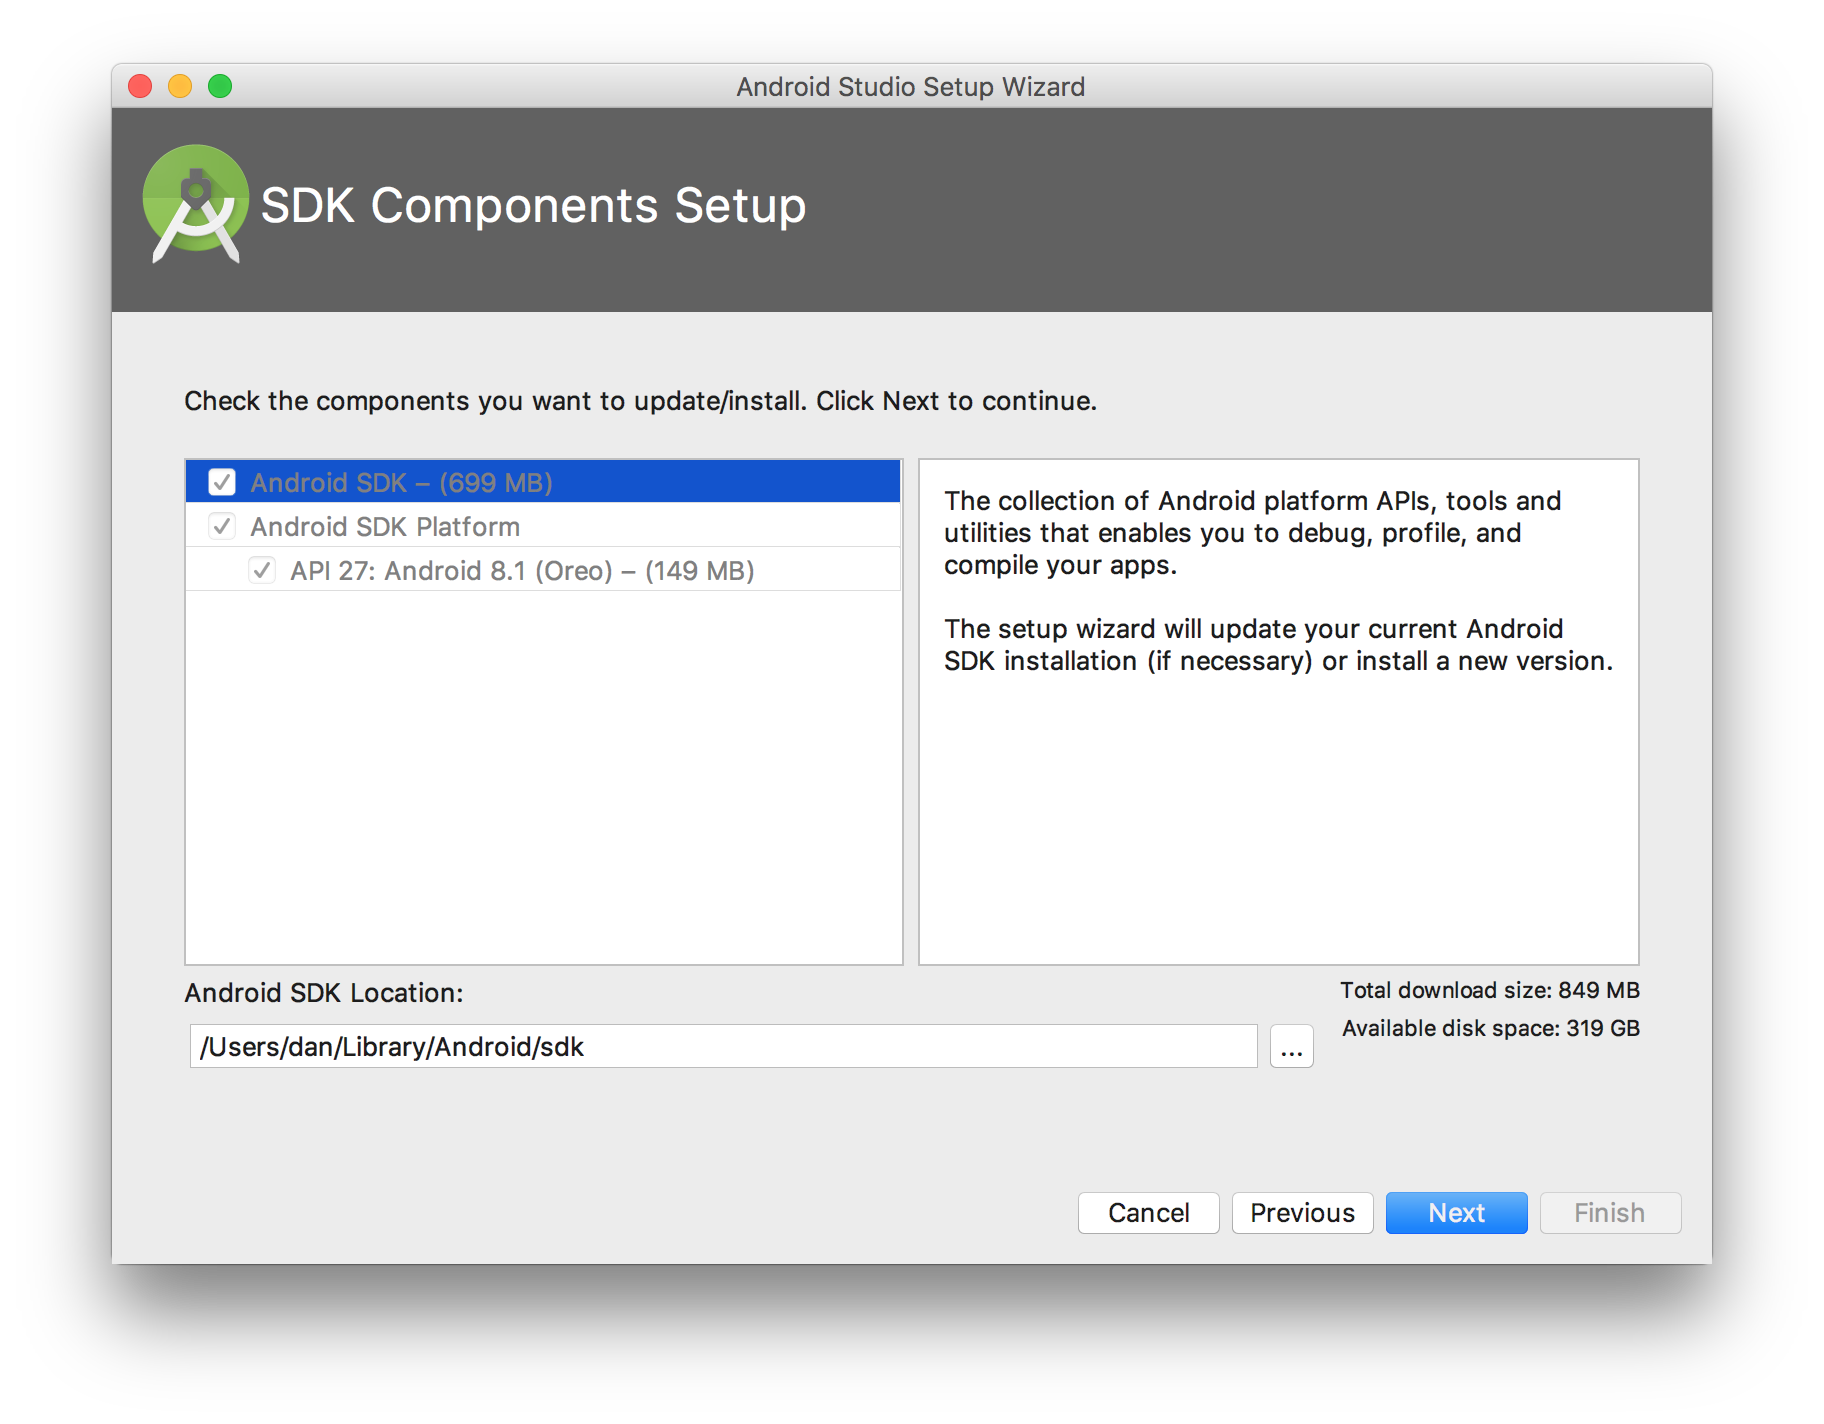 Android Studio Setup Wizard
SDK Components Setup
Check the components you want to update/install. Click Next to continue.
Android SDK – (699 MB)
Android SDK Platform
API 27: Android 8.1 (Oreo) – (149 MB)
The collection of Android platform APIs, tools and
utilities that enables you to debug, profile, and
compile your apps.
The setup wizard will update your current Android
SDK installation (if necessary) or install a new version.
Android SDK Location:
/Users/dan/Library/Android/sdk
...
Total download size: 849 MB
Available disk space: 319 GB
Cancel
Previous
Next
Finish